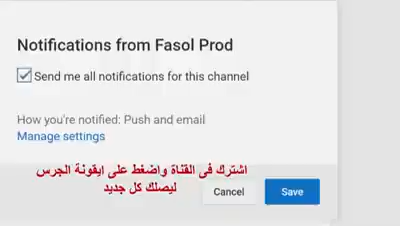 Notifications from Fasol Prod
Send me all notifications for this channel
How you're notified: Push and email
Manage settings
اشترك فى القناة واضغط على ايقونة الجرس
ليصلك كل جديد
Cancel
Save